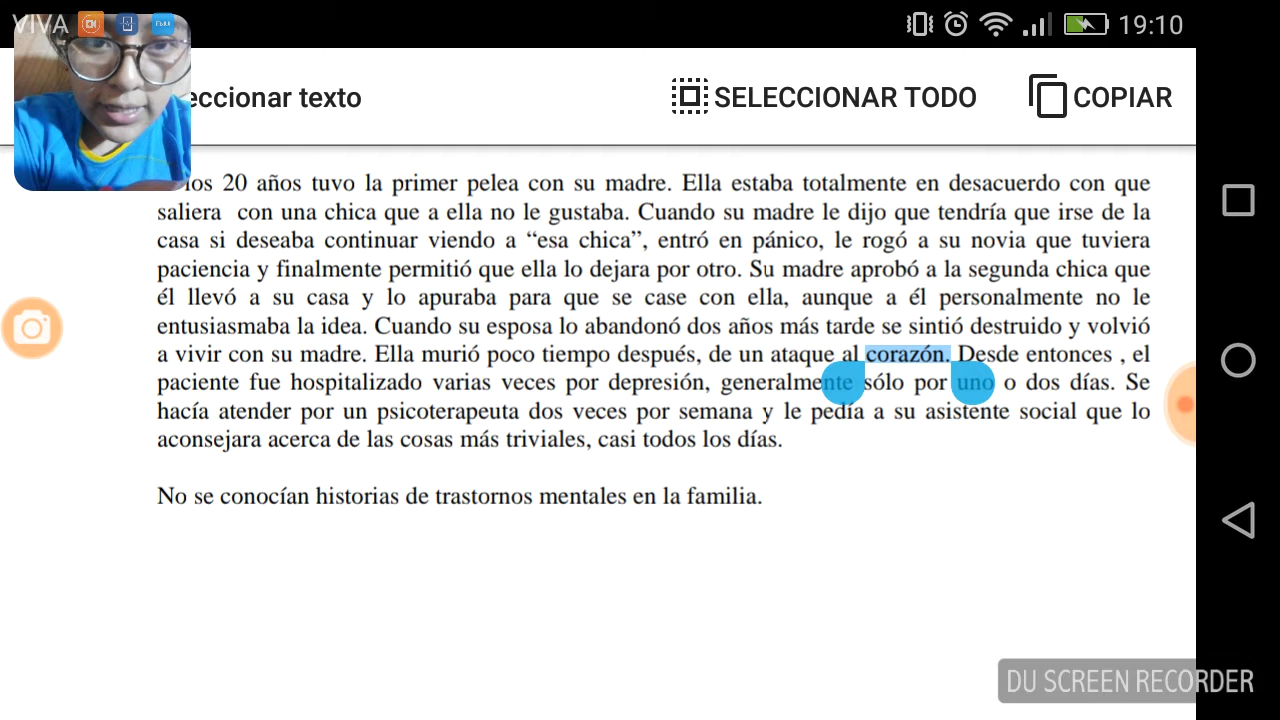 VIVA
19:10
eccionar texto
SELECCIONAR TODO
COPIAR
los 20 años tuvo la primer pelea con su madre. Ella estaba totalmente en desacuerdo con que
saliera con una chica que a ella no le gustaba. Cuando su madre le dijo que tendría que irse de la
casa si deseaba continuar viendo a “esa chica”, entró en pánico, le rogó a su novia que tuviera
paciencia y finalmente permitió que ella lo dejara por otro. Su madre aprobó a la segunda chica que
él llevó a su casa y lo apuraba para que se case con ella, aunque a él personalmente no le
entusiasmaba la idea. Cuando su esposa lo abandonó dos años más tarde se sintió destruido y volvió
a vivir con su madre. Ella murió poco tiempo después, de un ataque al corazón. Desde entonces , el
paciente fue hospitalizado varias veces por depresión, generalmente sólo por uno o dos días. Se
hacía atender por un psicoterapeuta dos veces por semana y le pedía a su asistente social que lo
aconsejara acerca de las cosas más triviales, casi todos los días.
No se conocían historias de trastornos mentales en la familia.
DU SCREEN RECORDER